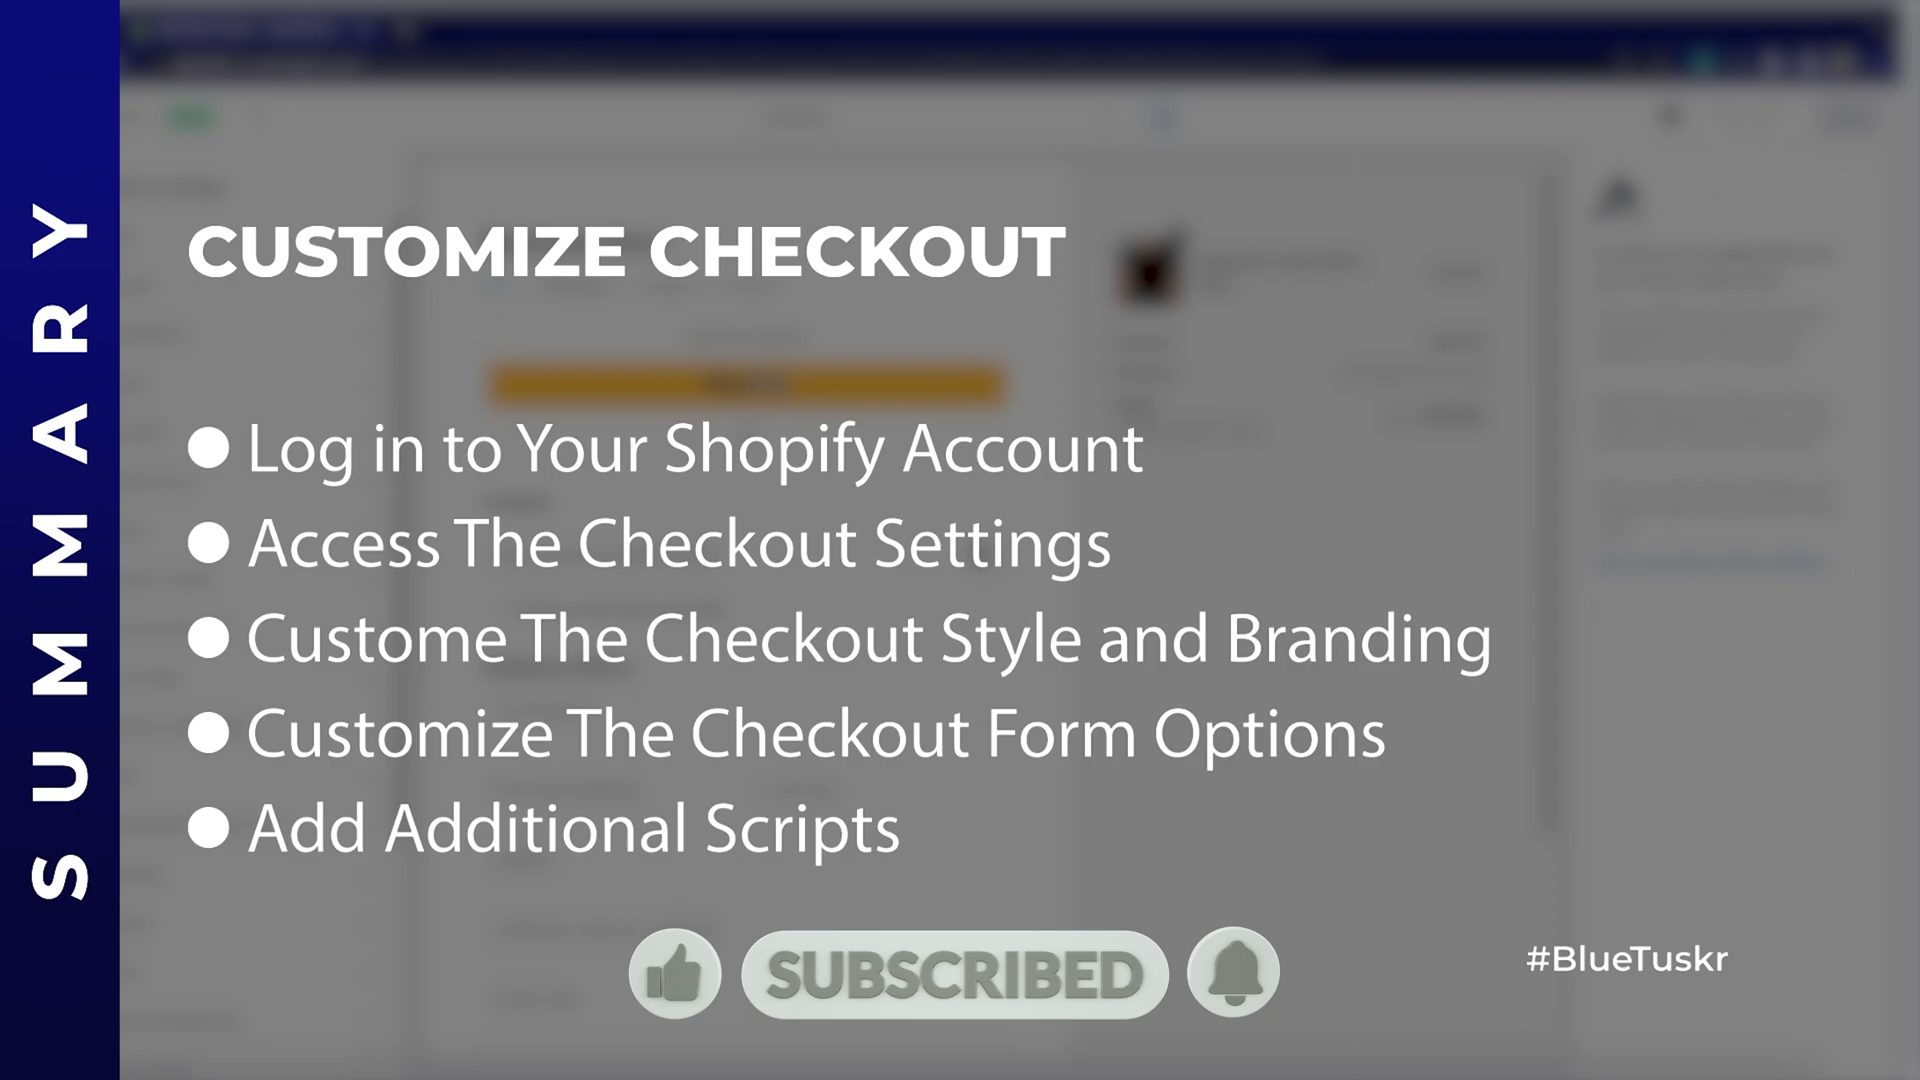 SUMMARY
CUSTOMIZE CHECKOUT
● Log in to Your Shopify Account
● Access The Checkout Settings
● Custome The Checkout Style and Branding
● Customize The Checkout Form Options
● Add Additional Scripts
SUBSCRIBED
#BlueTuskr